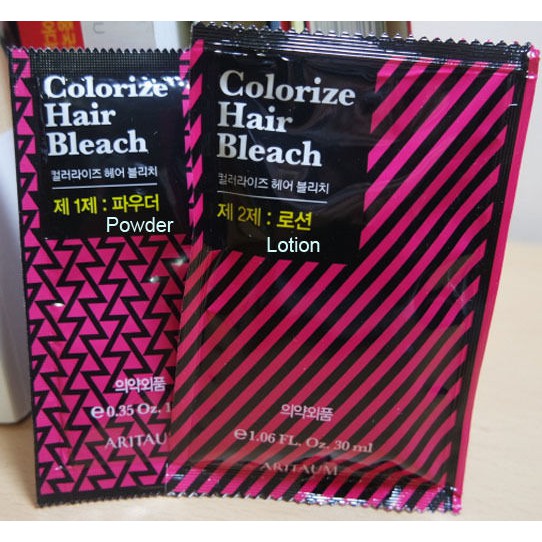 Colorize
Hair
Bleach
컬러라이즈 헤어 블리치
제 1제 : 파우더
Powder
의약외품
℮0.35 Oz.
ARITAUM
Colorize
Hair
Bleach
컬러라이즈 헤어 블리치
제 2제 : 로션
Lotion
의약외품
℮1.06 FL. Oz. 30 ml
ARITAUM